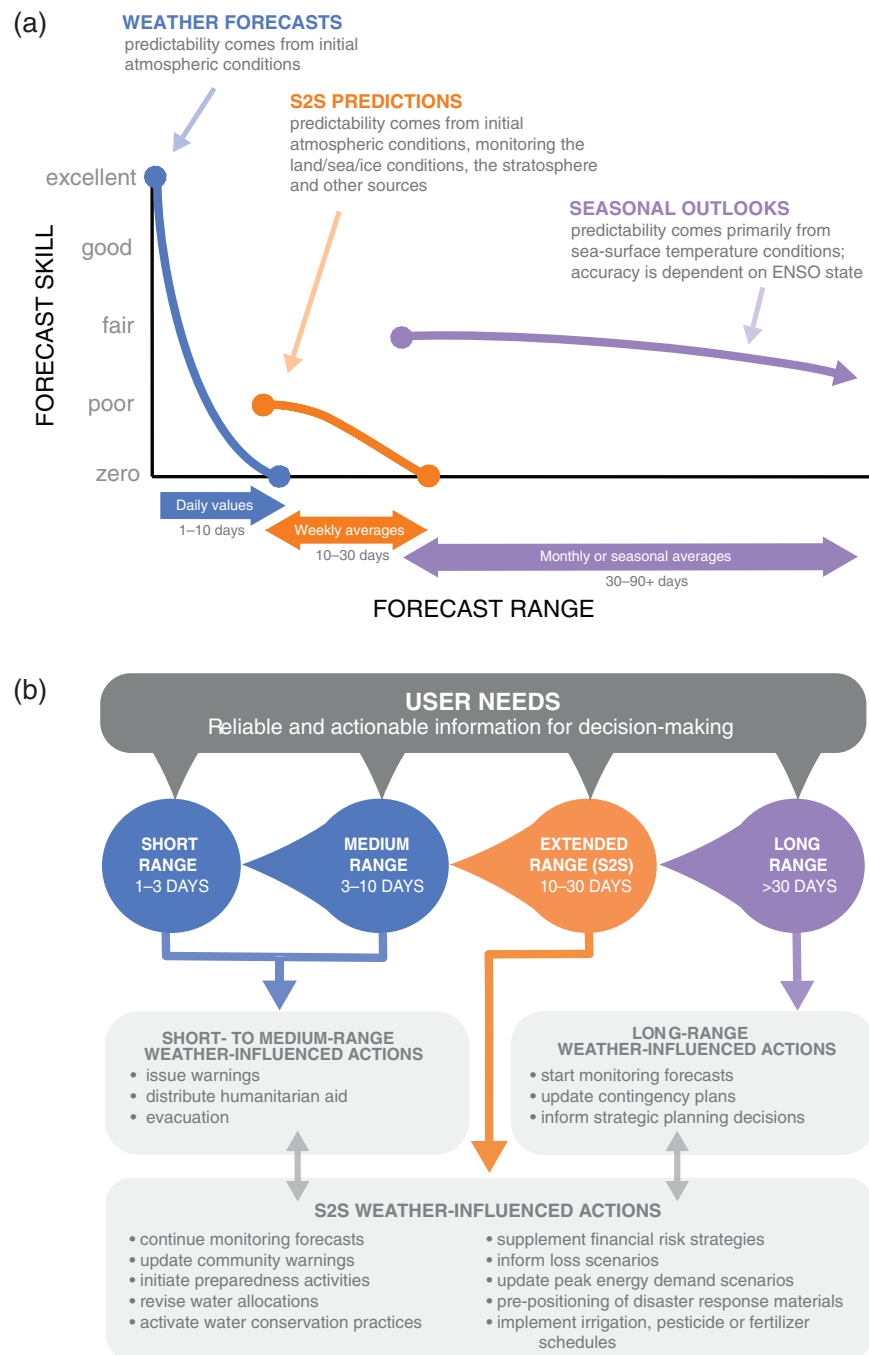 (a)
WEATHER FORECASTS
predictability comes from initial
atmospheric conditions
S2S PREDICTIONS
predictability comes from initial
atmospheric conditions, monitoring the
land/sea/ice conditions, the stratosphere
and other sources
SEASONAL OUTLOOKS
predictability comes primarily from
sea-surface temperature conditions;
accuracy is dependent on ENSO state
FORECAST SKILL
excellent
good
fair
poor
zero
Daily values
1–10 days
Weekly averages
10–30 days
Monthly or seasonal averages
30–90+ days
FORECAST RANGE
(b)
USER NEEDS
Reliable and actionable information for decision-making
SHORT
RANGE
1–3 DAYS
MEDIUM
RANGE
3–10 DAYS
EXTENDED
RANGE (S2S)
10–30 DAYS
LONG
RANGE
>30 DAYS
SHORT- TO MEDIUM-RANGE
WEATHER-INFLUENCED ACTIONS
• issue warnings
• distribute humanitarian aid
• evacuation
LONG-RANGE
WEATHER-INFLUENCED ACTIONS
• start monitoring forecasts
• update contingency plans
• inform strategic planning decisions
S2S WEATHER-INFLUENCED ACTIONS
• continue monitoring forecasts
• update community warnings
• initiate preparedness activities
• revise water allocations
• activate water conservation practices
• supplement financial risk strategies
• inform loss scenarios
• update peak energy demand scenarios
• pre-positioning of disaster response materials
• implement irrigation, pesticide or fertilizer
schedules